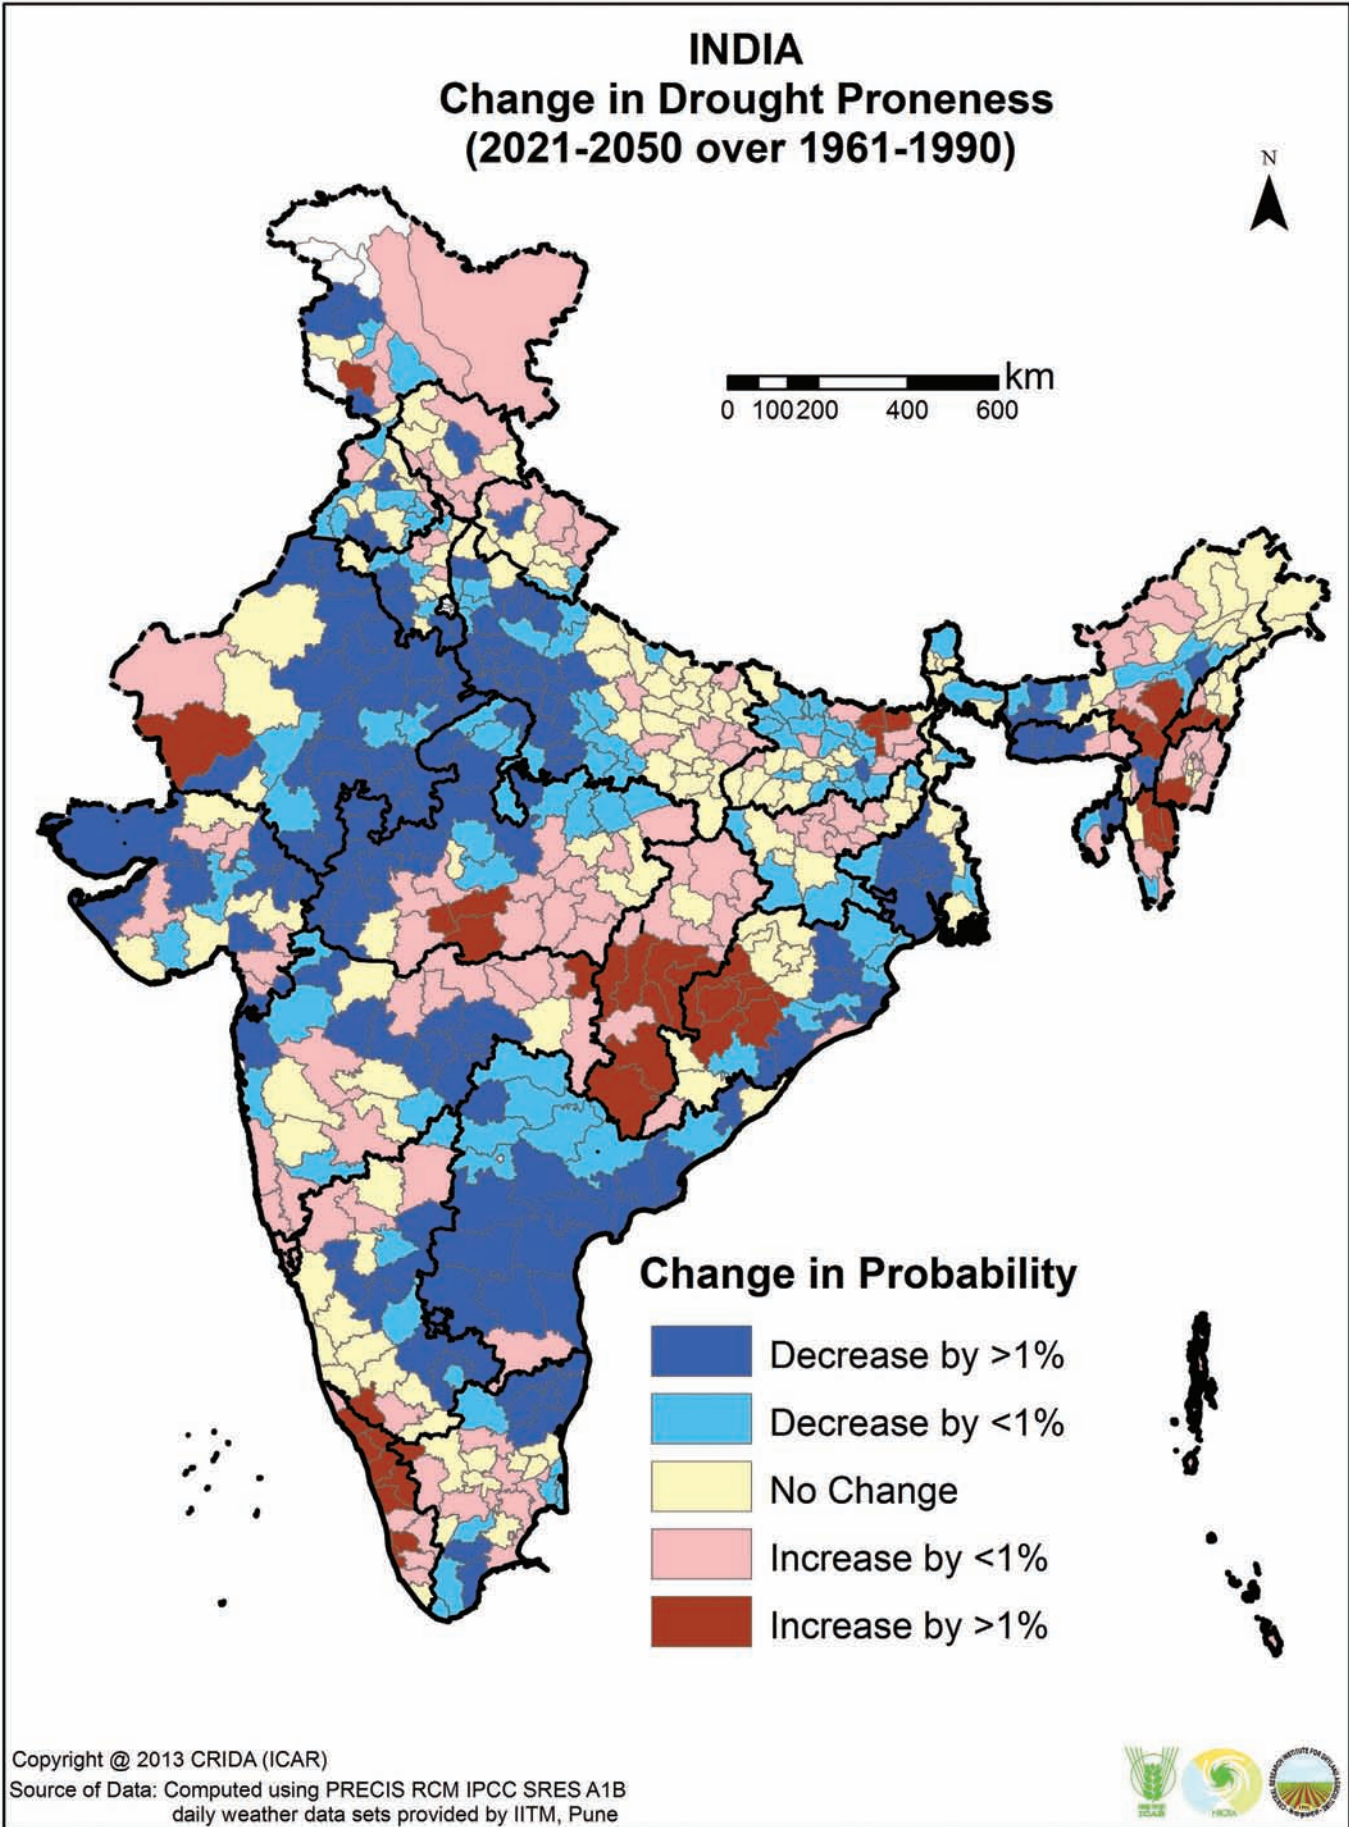 INDIA
Change in Drought Proneness
(2021-2050 over 1961-1990)
N
km
0 100 200 400 600
Change in Probability
Decrease by >1%
Decrease by <1%
No Change
Increase by <1%
Increase by >1%
Copyright @ 2013 CRIDA (ICAR)
Source of Data: Computed using PRECIS RCM IPCC SRES A1B
daily weather data sets provided by IITM, Pune